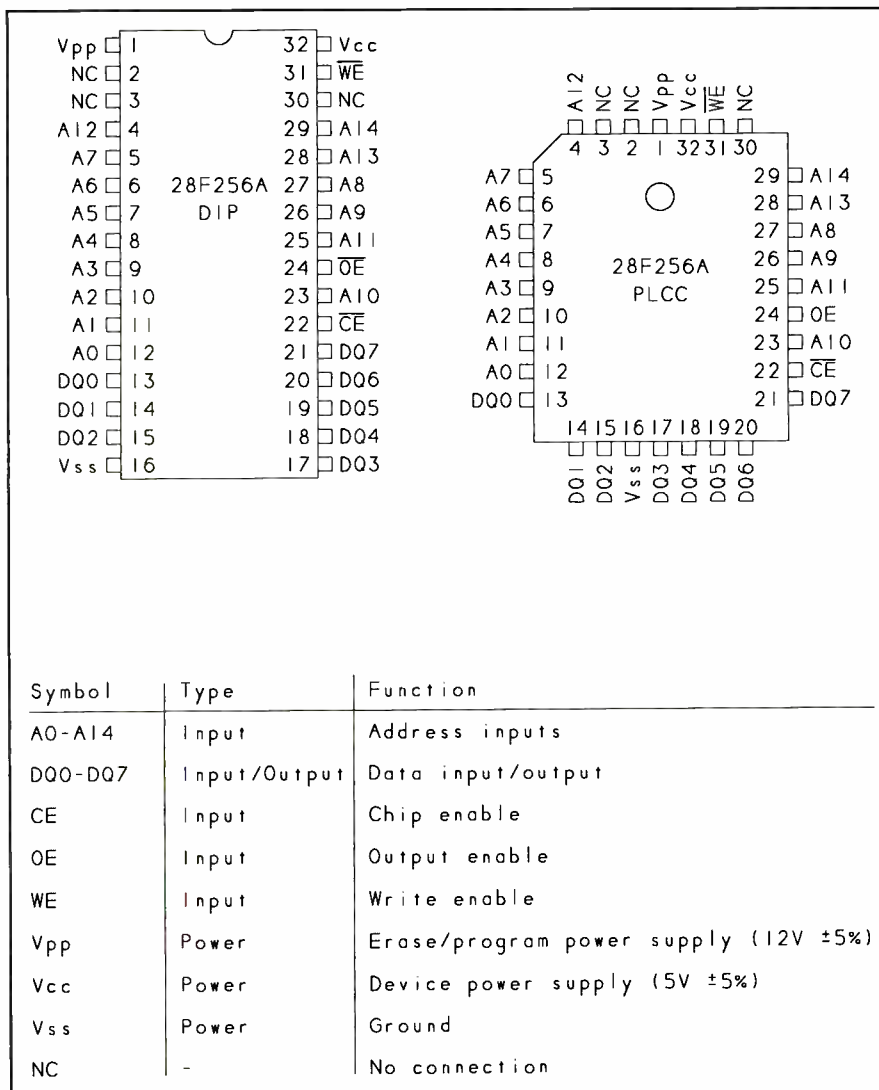 Vpp 1 32 Vcc
NC 2 31 W̅E̅
NC 3 30 NC
A12 4 29 A14
A7 5 28 A13
A6 6 28F256A 27 A8
A5 7 DIP 26 A9
A4 8 25 A11
A3 9 24 O̅E̅
A2 10 23 A10
A1 11 22 C̅E̅
A0 12 21 DQ7
DQ0 13 20 DQ6
DQ1 14 19 DQ5
DQ2 15 18 DQ4
Vss 16 17 DQ3
A12 NC NC Vpp Vcc W̅E̅ NC
4 3 2 1 32 31 30
A7 5 29 A14
A6 6 28 A13
A5 7 27 A8
A4 8 28F256A 26 A9
A3 9 PLCC 25 A11
A2 10 24 OE
A1 11 23 A10
A0 12 22 C̅E̅
DQ0 13 21 DQ7
14 15 16 17 18 19 20
DQ1 DQ2 Vss DQ3 DQ4 DQ5 DQ6
Symbol Type Function
A0-A14 Input Address inputs
DQ0-DQ7 Input/Output Data input/output
CE Input Chip enable
OE Input Output enable
WE Input Write enable
Vpp Power Erase/program power supply (12V ±5%)
Vcc Power Device power supply (5V ±5%)
Vss Power Ground
NC - No connection